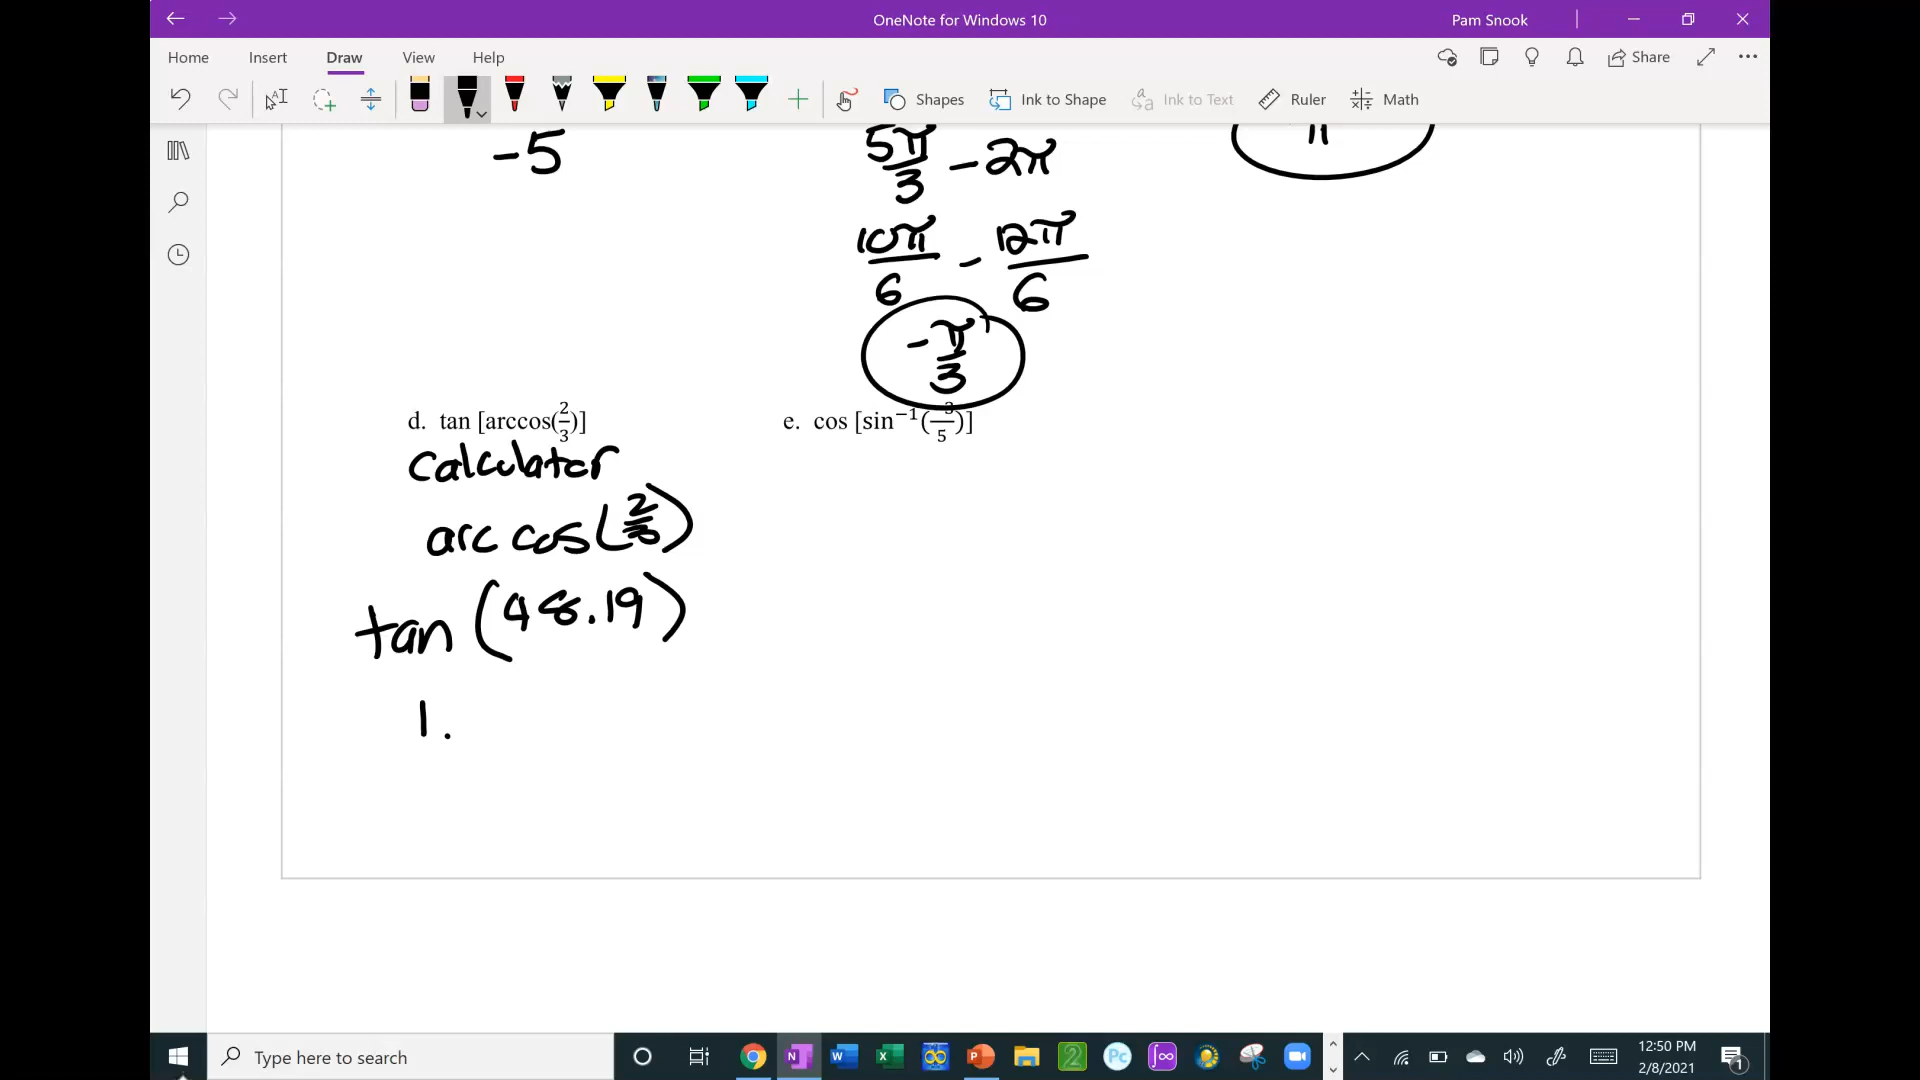 OneNote for Windows 10
Pam Snook
Home Insert Draw View Help
Share
Shapes Ink to Shape Ink to Text Ruler Math
-5
5π/3 - 2π
π
10π/6 - 12π/6
-π/3
d. tan [arccos(2/3)]
e. cos [sin⁻¹(−3/5)]
calculator
arc cos(2/3)
tan (48.19)
1.
Type here to search
12:50 PM
2/8/2021